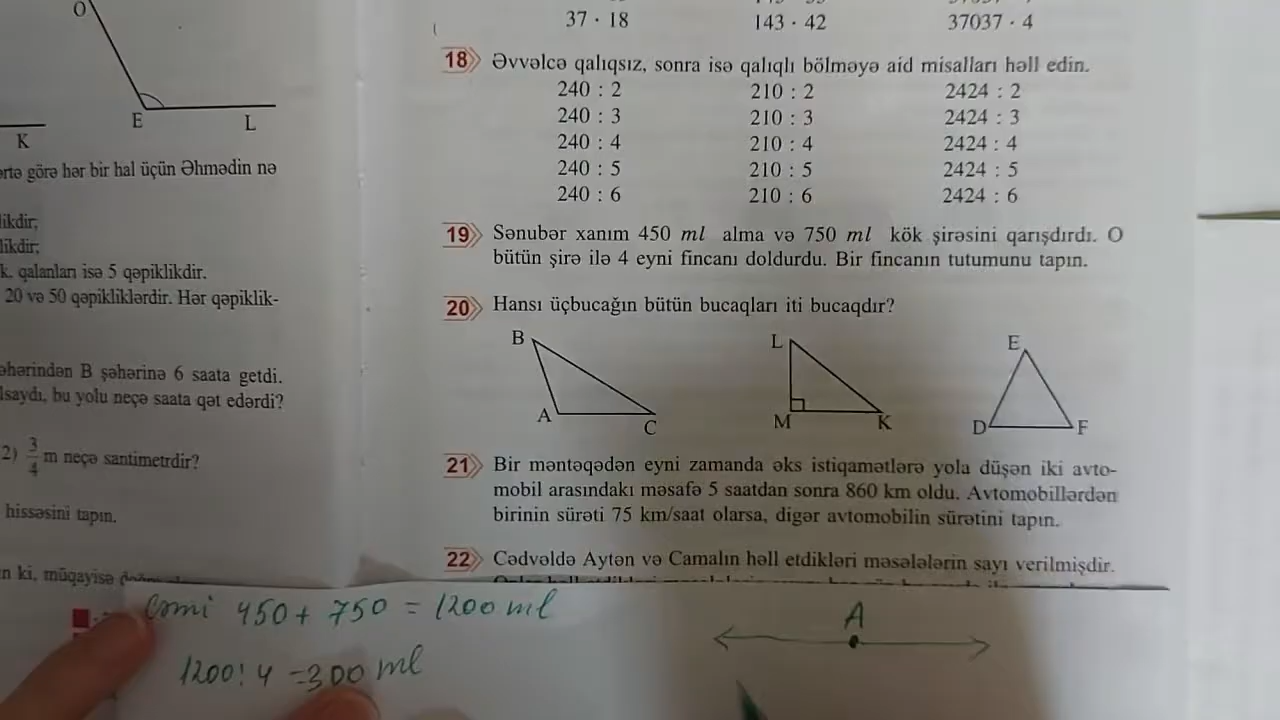 O
E
L
K
ərtə görə hər bir hal üçün Əhmədin nə
likdir;
likdir;
k. qalanları isə 5 qəpiklikdir.
20 və 50 qəpikliklərdir. Hər qəpiklik-
əhərindən B şəhərinə 6 saata getdi.
lsaydı, bu yolu neçə saata qət edərdi?
2) 3/4 m neçə santimetrdir?
hissəsini tapın.
n ki, müqayisə
37 · 18 143 · 42 37037 · 4
18 Əvvəlcə qalıqsız, sonra isə qalıqlı bölməyə aid misalları həll edin.
240 : 2 210 : 2 2424 : 2
240 : 3 210 : 3 2424 : 3
240 : 4 210 : 4 2424 : 4
240 : 5 210 : 5 2424 : 5
240 : 6 210 : 6 2424 : 6
19 Sənubər xanım 450 ml alma və 750 ml kök şirəsini qarışdırdı. O
bütün şirə ilə 4 eyni fincanı doldurdu. Bir fincanın tutumunu tapın.
20 Hansı üçbucağın bütün bucaqları iti bucaqdır?
B L E
A C M K D F
21 Bir məntəqədən eyni zamanda əks istiqamətlərə yola düşən iki avto-
mobil arasındakı məsafə 5 saatdan sonra 860 km oldu. Avtomobillərdən
birinin sürəti 75 km/saat olarsa, digər avtomobilin sürətini tapın.
22 Cədvəldə Aytən və Camalın həll etdikləri məsələlərin sayı verilmişdir.
Cəmi 450 + 750 = 1200 ml
1200 : 4 = 300 ml
A